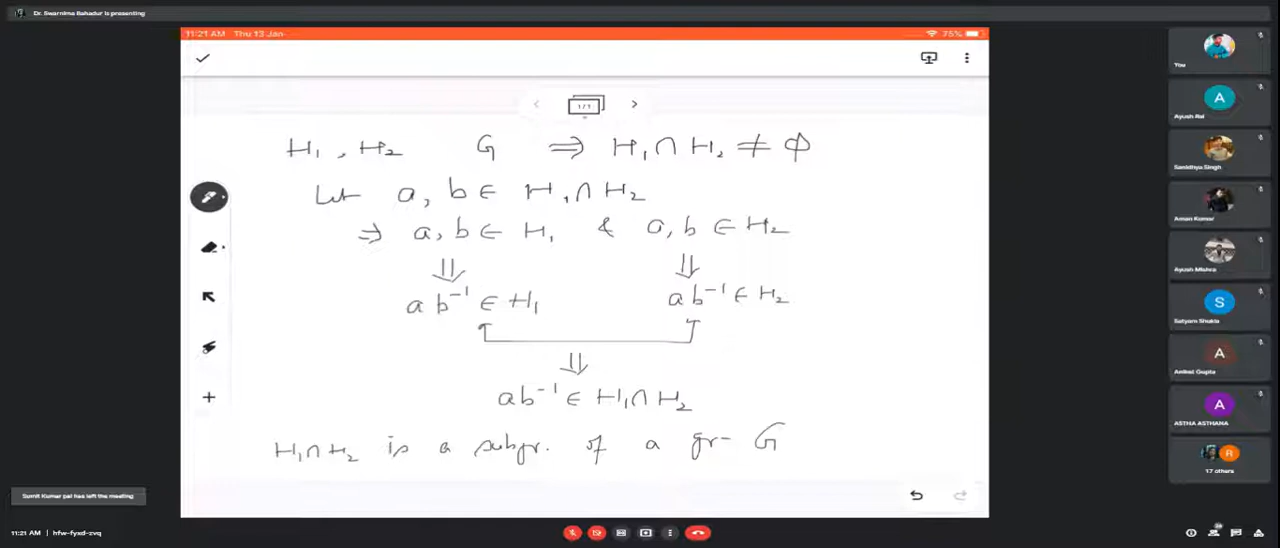 Dr. Swarnima Bahadur is presenting
11:21 AM Thu 13 Jan
75%
1/1
H₁, H₂ G ⇒ H₁∩H₂ ≠ ϕ
Let a, b ∈ H₁∩H₂
⇒ a, b ∈ H₁ & a, b ∈ H₂
⇓ ⇓
ab⁻¹ ∈ H₁ ab⁻¹ ∈ H₂
⇓
ab⁻¹ ∈ H₁∩H₂
H₁∩H₂ is a subgr. of a gr- G
You
A
Ayush Rai
Sanidhya Singh
Aman Kumar
Ayush Mishra
S
Satyam Shukla
A
Aniket Gupta
A
ASTHA ASTHANA
A
17 others
Sumit Kumar pal has left the meeting
11:21 AM | hfw-fyxd-zvq